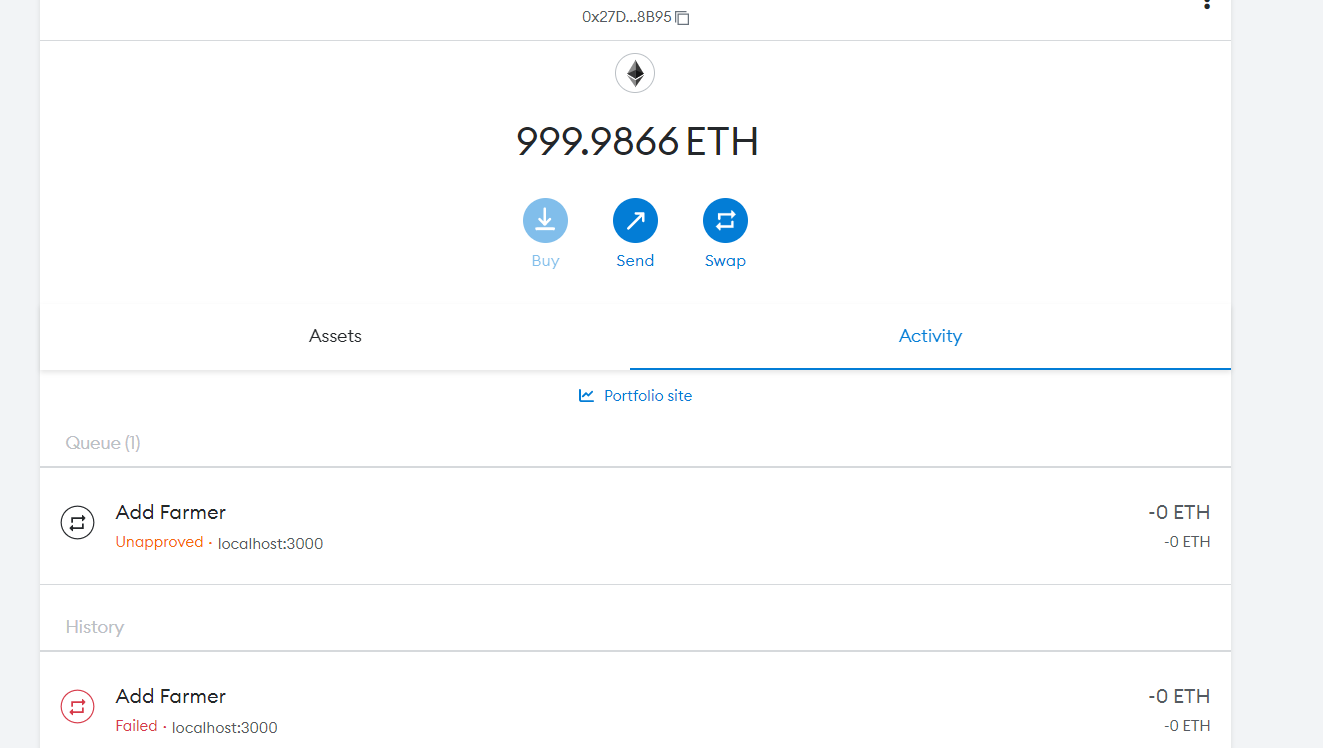 0x27D...8B95
999.9866 ETH
Buy Send Swap
Assets Activity
Portfolio site
Queue (1)
Add Farmer -0 ETH
Unapproved · localhost:3000 -0 ETH
History
Add Farmer -0 ETH
Failed · localhost:3000 -0 ETH